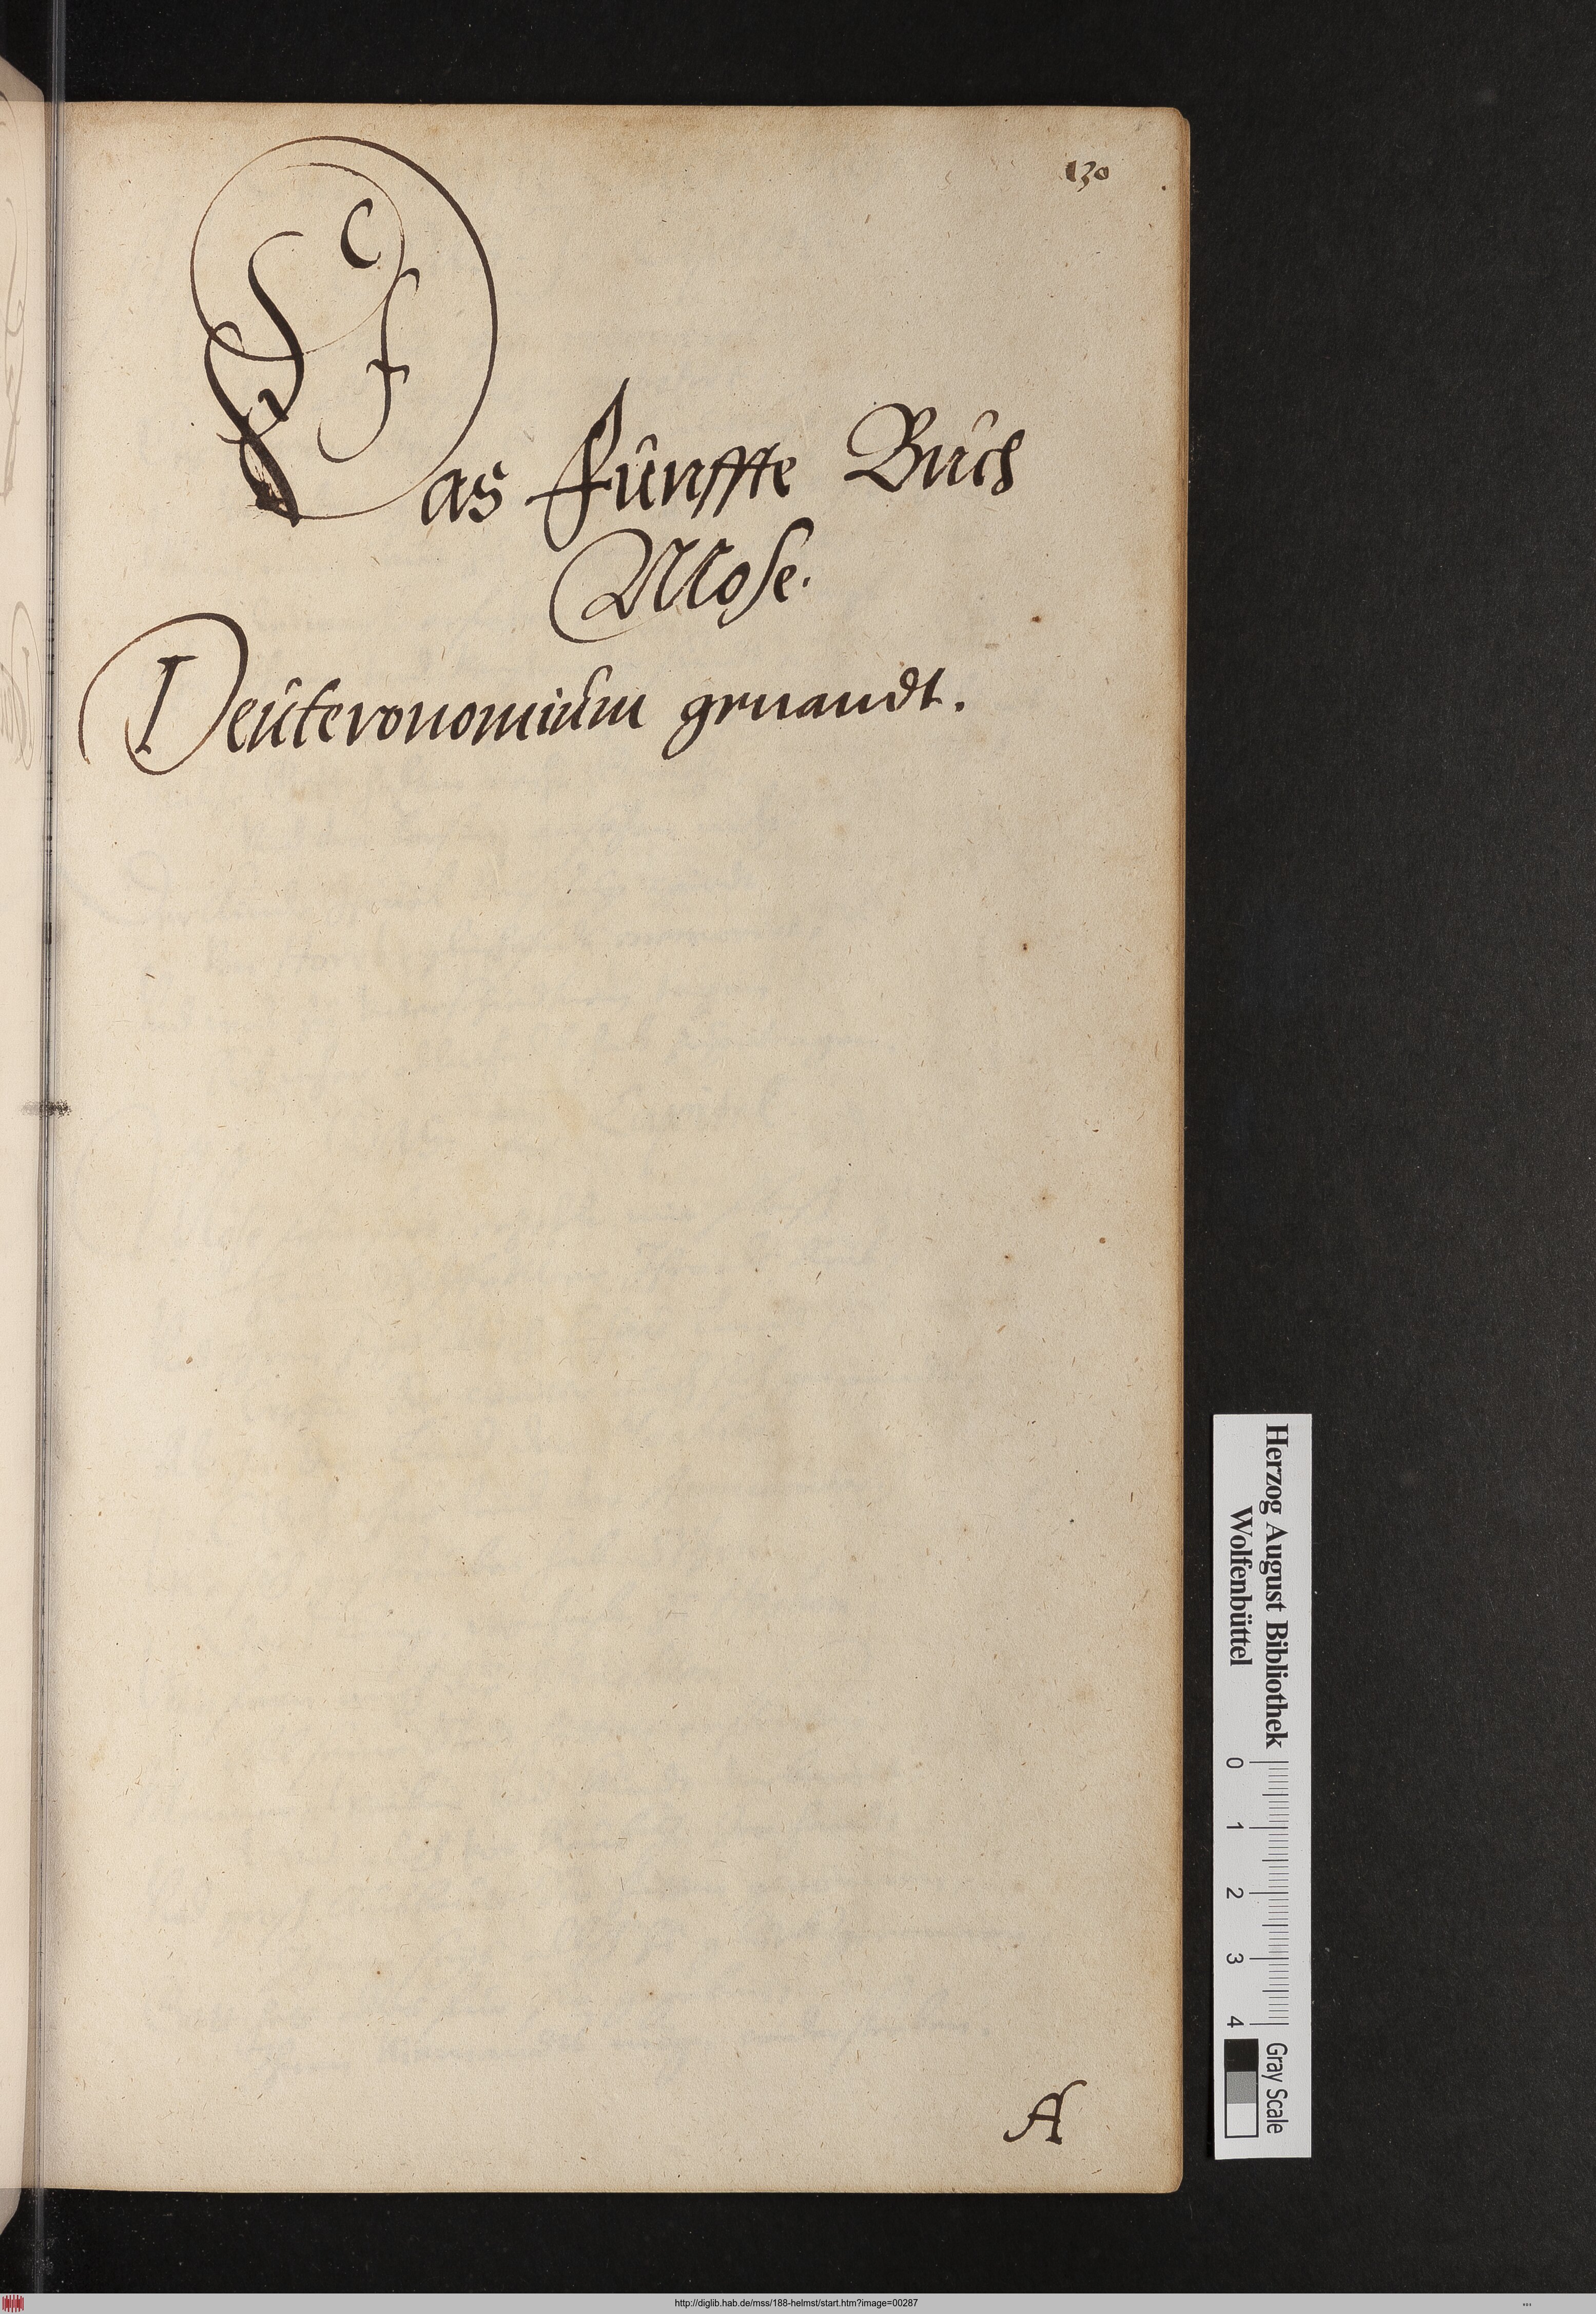 130
Das fünffte Buch
Mose.
Deuteronomium genandt.
A
Herzog August Bibliothek
Wolfenbüttel
0 1 2 3 4
Gray Scale
http://diglib.hab.de/mss/188-helmst/start.htm?image=00287